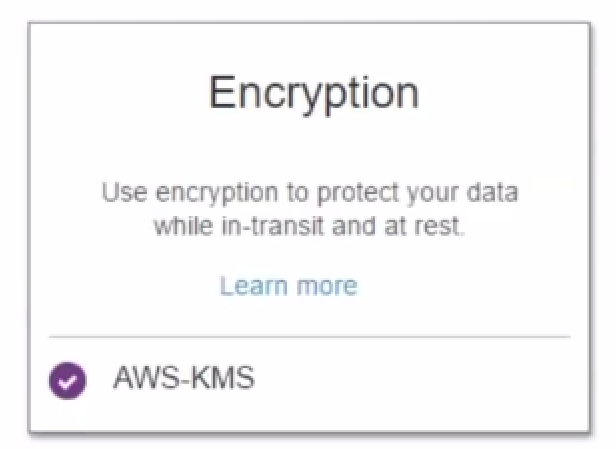 Encryption
Use encryption to protect your data
while in-transit and at rest.
Learn more
AWS-KMS